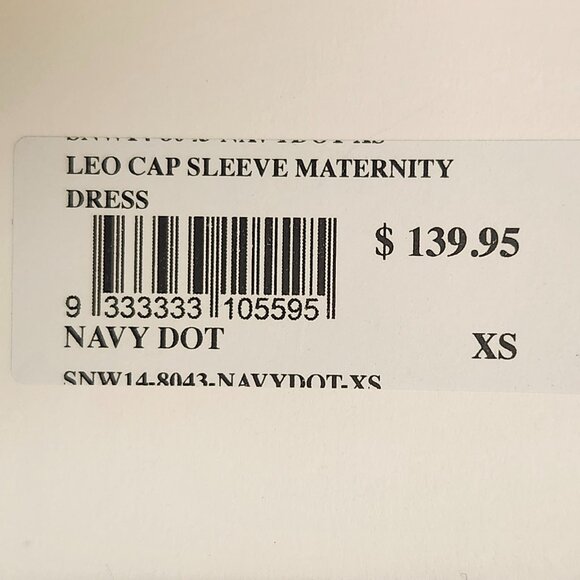 LEO CAP SLEEVE MATERNITY
DRESS
$ 139.95
9 333333 105595
NAVY DOT
XS
SNW14-8043-NAVYDOT-XS